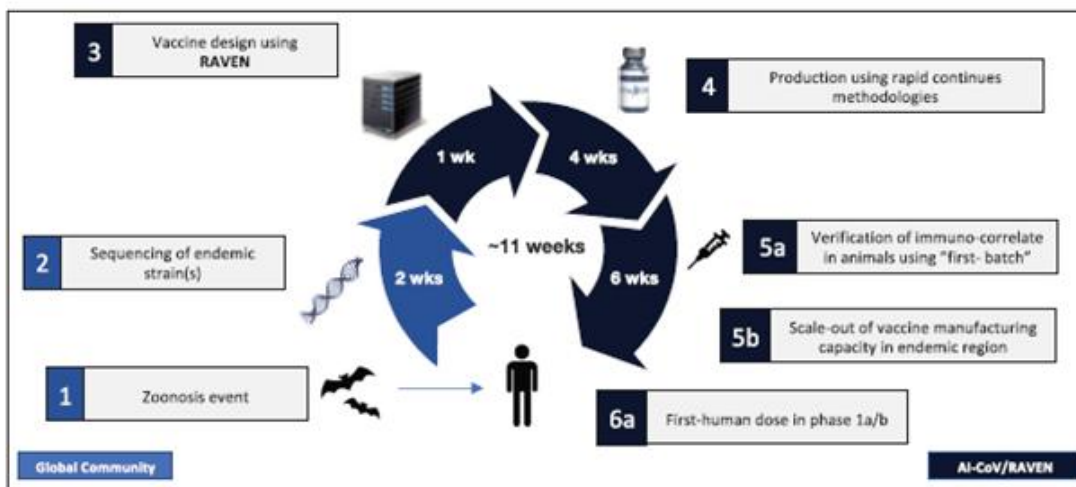 3
Vaccine design using
RAVEN
4
Production using rapid continues
methodologies
1 wk
4 wks
2
Sequencing of endemic
strain(s)
~11 weeks
2 wks
6 wks
5a
Verification of immuno-correlate
in animals using "first- batch"
5b
Scale-out of vaccine manufacturing
capacity in endemic region
1
Zoonosis event
6a
First-human dose in phase 1a/b
Global Community
AI-CoV/RAVEN